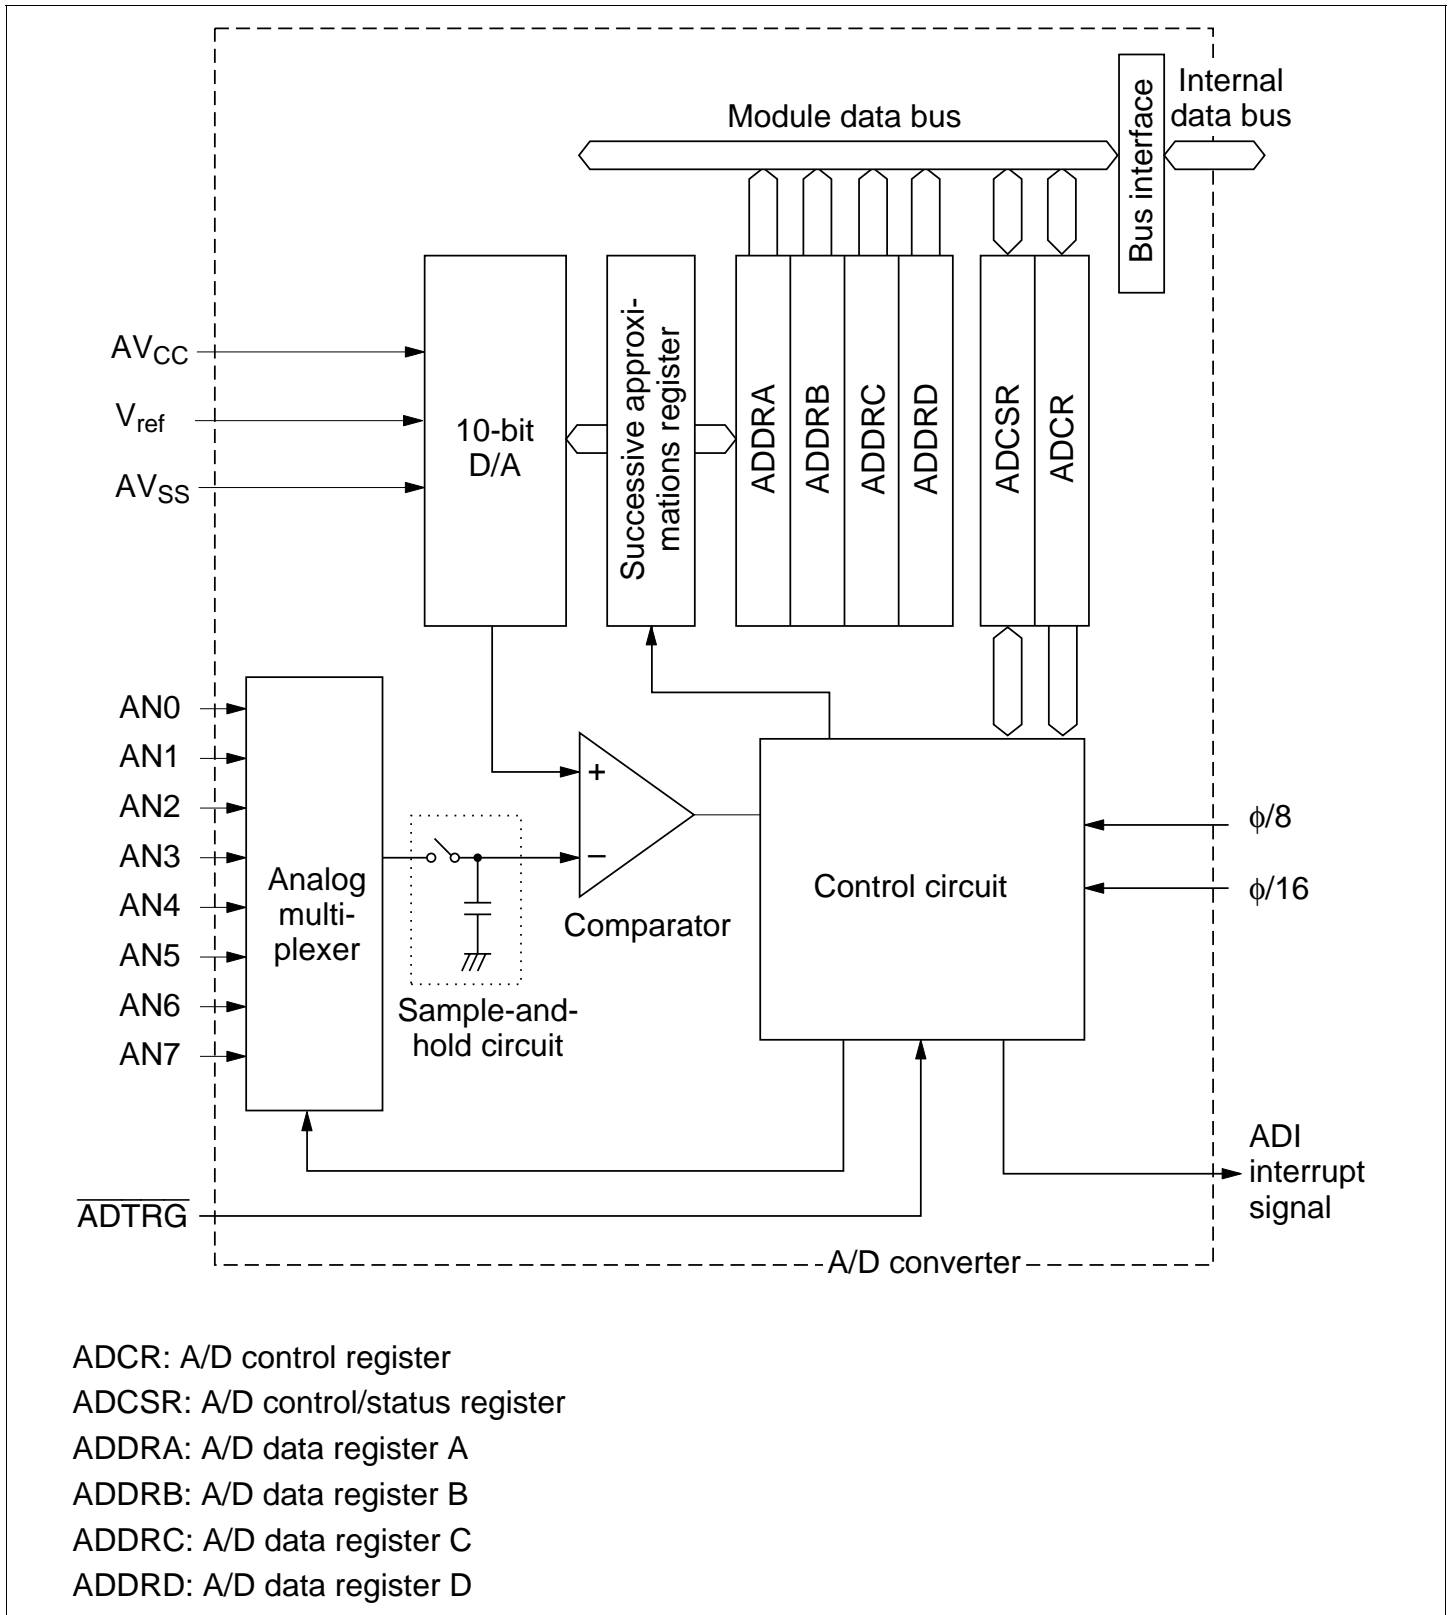 Internal
data bus
Module data bus
Bus interface
AVCC
Vref
AVSS
10-bit
D/A
Successive approxi-
mations register
ADDRA
ADDRB
ADDRC
ADDRD
ADCSR
ADCR
AN0
AN1
AN2
AN3
AN4
AN5
AN6
AN7
Analog
multi-
plexer
+
−
Comparator
Sample-and-
hold circuit
Control circuit
ϕ/8
ϕ/16
ADI
interrupt
signal
ADTRG
A/D converter
ADCR: A/D control register
ADCSR: A/D control/status register
ADDRA: A/D data register A
ADDRB: A/D data register B
ADDRC: A/D data register C
ADDRD: A/D data register D